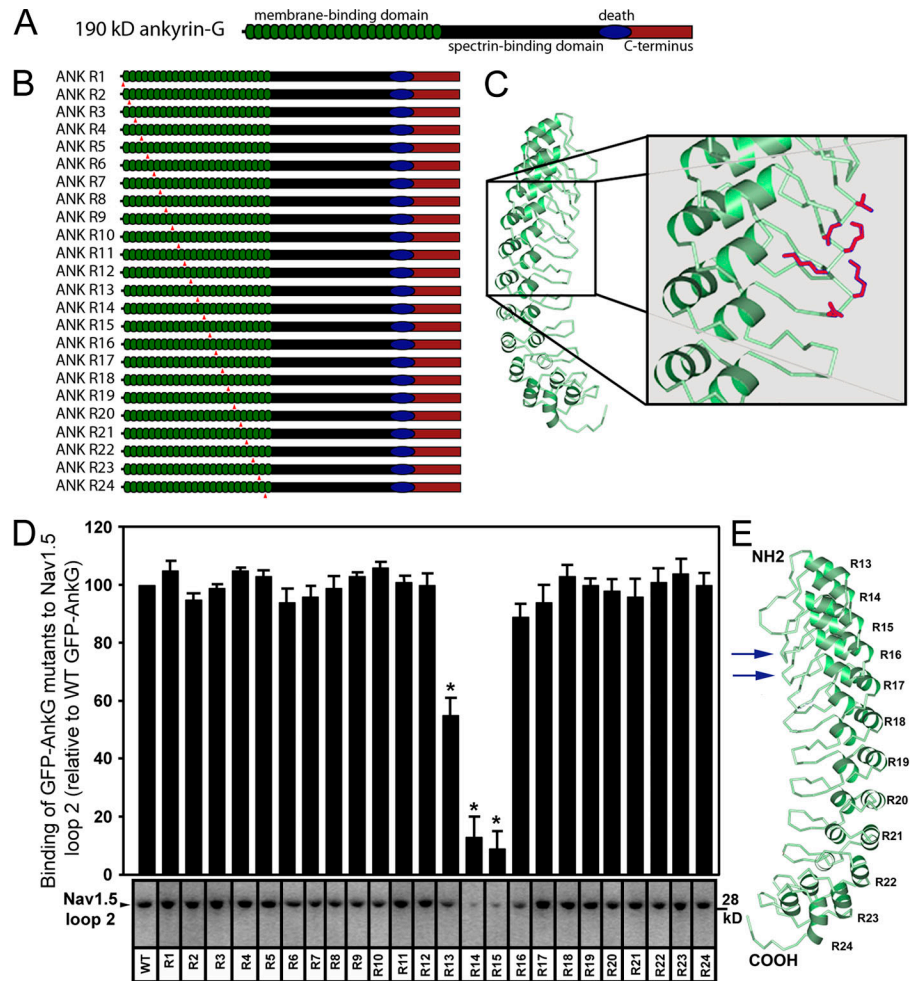 A
190 kD ankyrin-G
membrane-binding domain
death
spectrin-binding domain
C-terminus
B
ANK R1
ANK R2
ANK R3
ANK R4
ANK R5
ANK R6
ANK R7
ANK R8
ANK R9
ANK R10
ANK R11
ANK R12
ANK R13
ANK R14
ANK R15
ANK R16
ANK R17
ANK R18
ANK R19
ANK R20
ANK R21
ANK R22
ANK R23
ANK R24
C
D
Binding of GFP-AnkG mutants to Nav1.5
loop 2 (relative to WT GFP-AnkG)
120
100
80
60
40
20
0
*
*
*
Nav1.5
loop 2
28
kD
WT
R1
R2
R3
R4
R5
R6
R7
R8
R9
R10
R11
R12
R13
R14
R15
R16
R17
R18
R19
R20
R21
R22
R23
R24
E
NH2
R13
R14
R15
R16
R17
R18
R19
R20
R21
R22
R23
R24
COOH